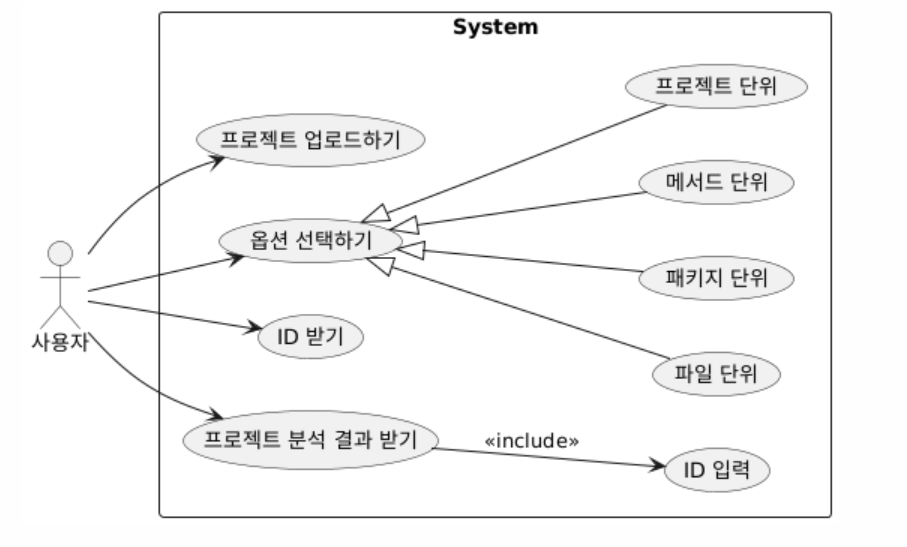 System
프로젝트 단위
프로젝트 업로드하기
메서드 단위
옵션 선택하기
패키지 단위
ID 받기
사용자
파일 단위
프로젝트 분석 결과 받기
«include»
ID 입력